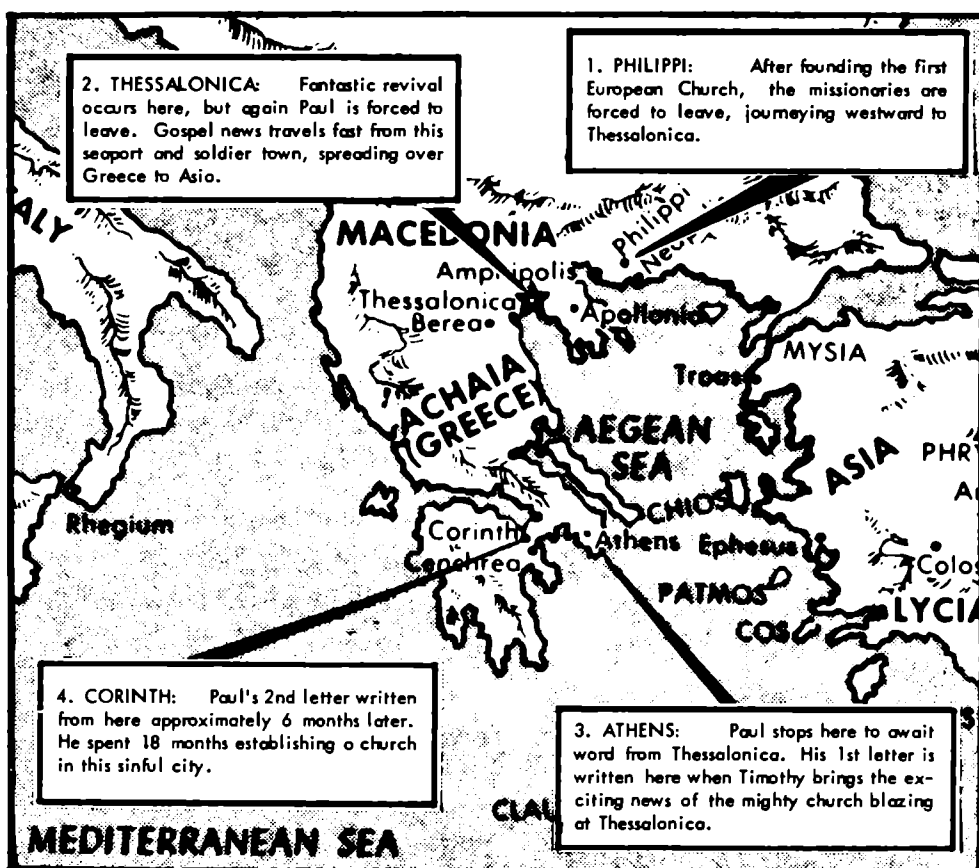 2. THESSALONICA: Fantastic revival
occurs here, but again Paul is forced to
leave. Gospel news travels fast from this
seaport and soldier town, spreading over
Greece to Asia.
1. PHILIPPI: After founding the first
European Church, the missionaries are
forced to leave, journeying westward to
Thessalonica.
ALY
MACEDONIA
Philippi
Amphipolis
Thessalonica
Apollonia
Berea
MYSIA
Troas
ACHAIA
(GREECE)
AEGEAN
SEA
ASIA
PHRY
A
CHIOS
Rhegium
Corinth
Athens
Ephesus
Cenchrea
Colos
PATMOS
LYCIA
COS
4. CORINTH: Paul's 2nd letter written
from here approximately 6 months later.
He spent 18 months establishing a church
in this sinful city.
3. ATHENS: Paul stops here to await
word from Thessalonica. His 1st letter is
written here when Timothy brings the ex-
citing news of the mighty church blazing
at Thessalonica.
CLAU
S
MEDITERRANEAN SEA